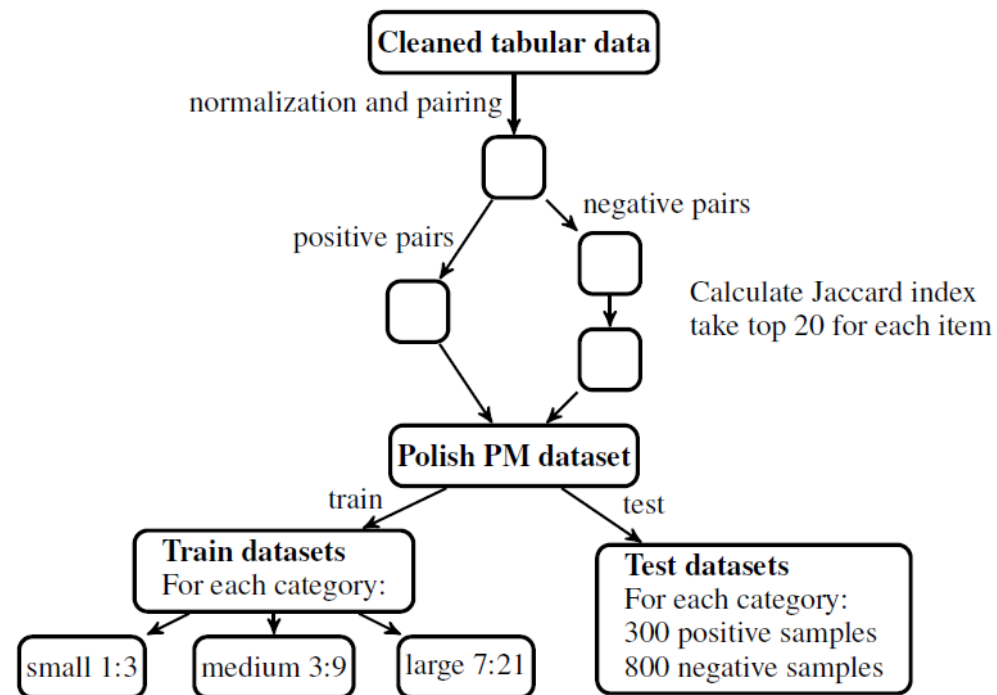 Cleaned tabular data
normalization and pairing
negative pairs
positive pairs
Calculate Jaccard index
take top 20 for each item
Polish PM dataset
train
test
Train datasets
For each category:
Test datasets
For each category:
300 positive samples
800 negative samples
small 1:3
medium 3:9
large 7:21